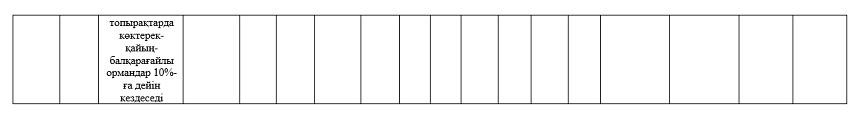 топырақтарда
көктерек-
қайың-
балқарағайлы
ормандар 10%-
ға дейін
кездеседі